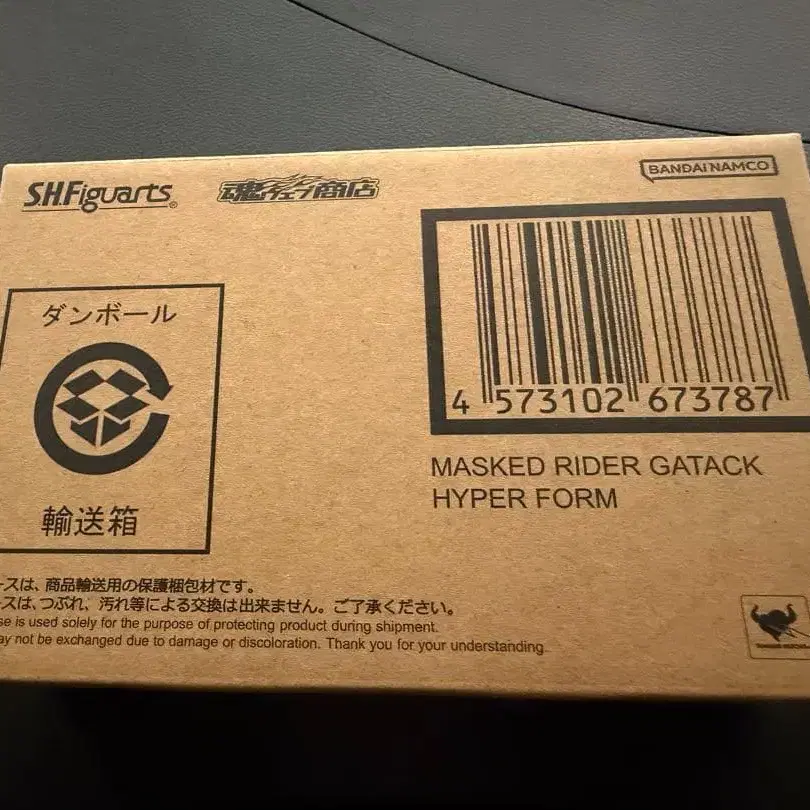 S.H.Figuarts®
魂ウェブ商店
BANDAI NAMCO
ダンボール
輸送箱
4 573102 673787
MASKED RIDER GATACK
HYPER FORM
スは、商品輸送用の保護梱包材です。
スは、つぶれ、汚れ等による交換は出来ません。ご了承ください。
is used solely for the purpose of protecting product during shipment.
may not be exchanged due to damage or discoloration. Thank you for your understanding.